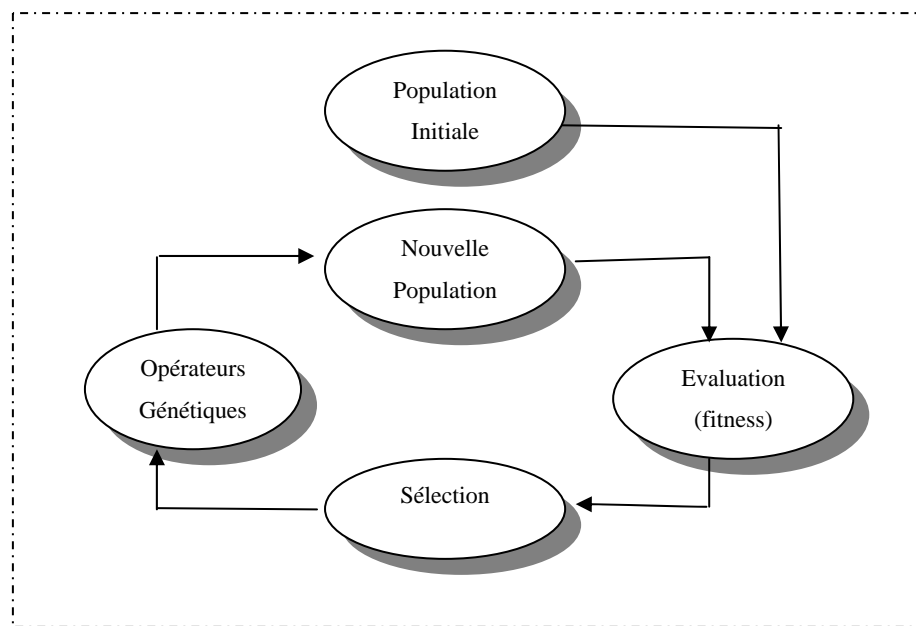 Population
Initiale
Nouvelle
Population
Opérateurs
Génétiques
Evaluation
(fitness)
Sélection